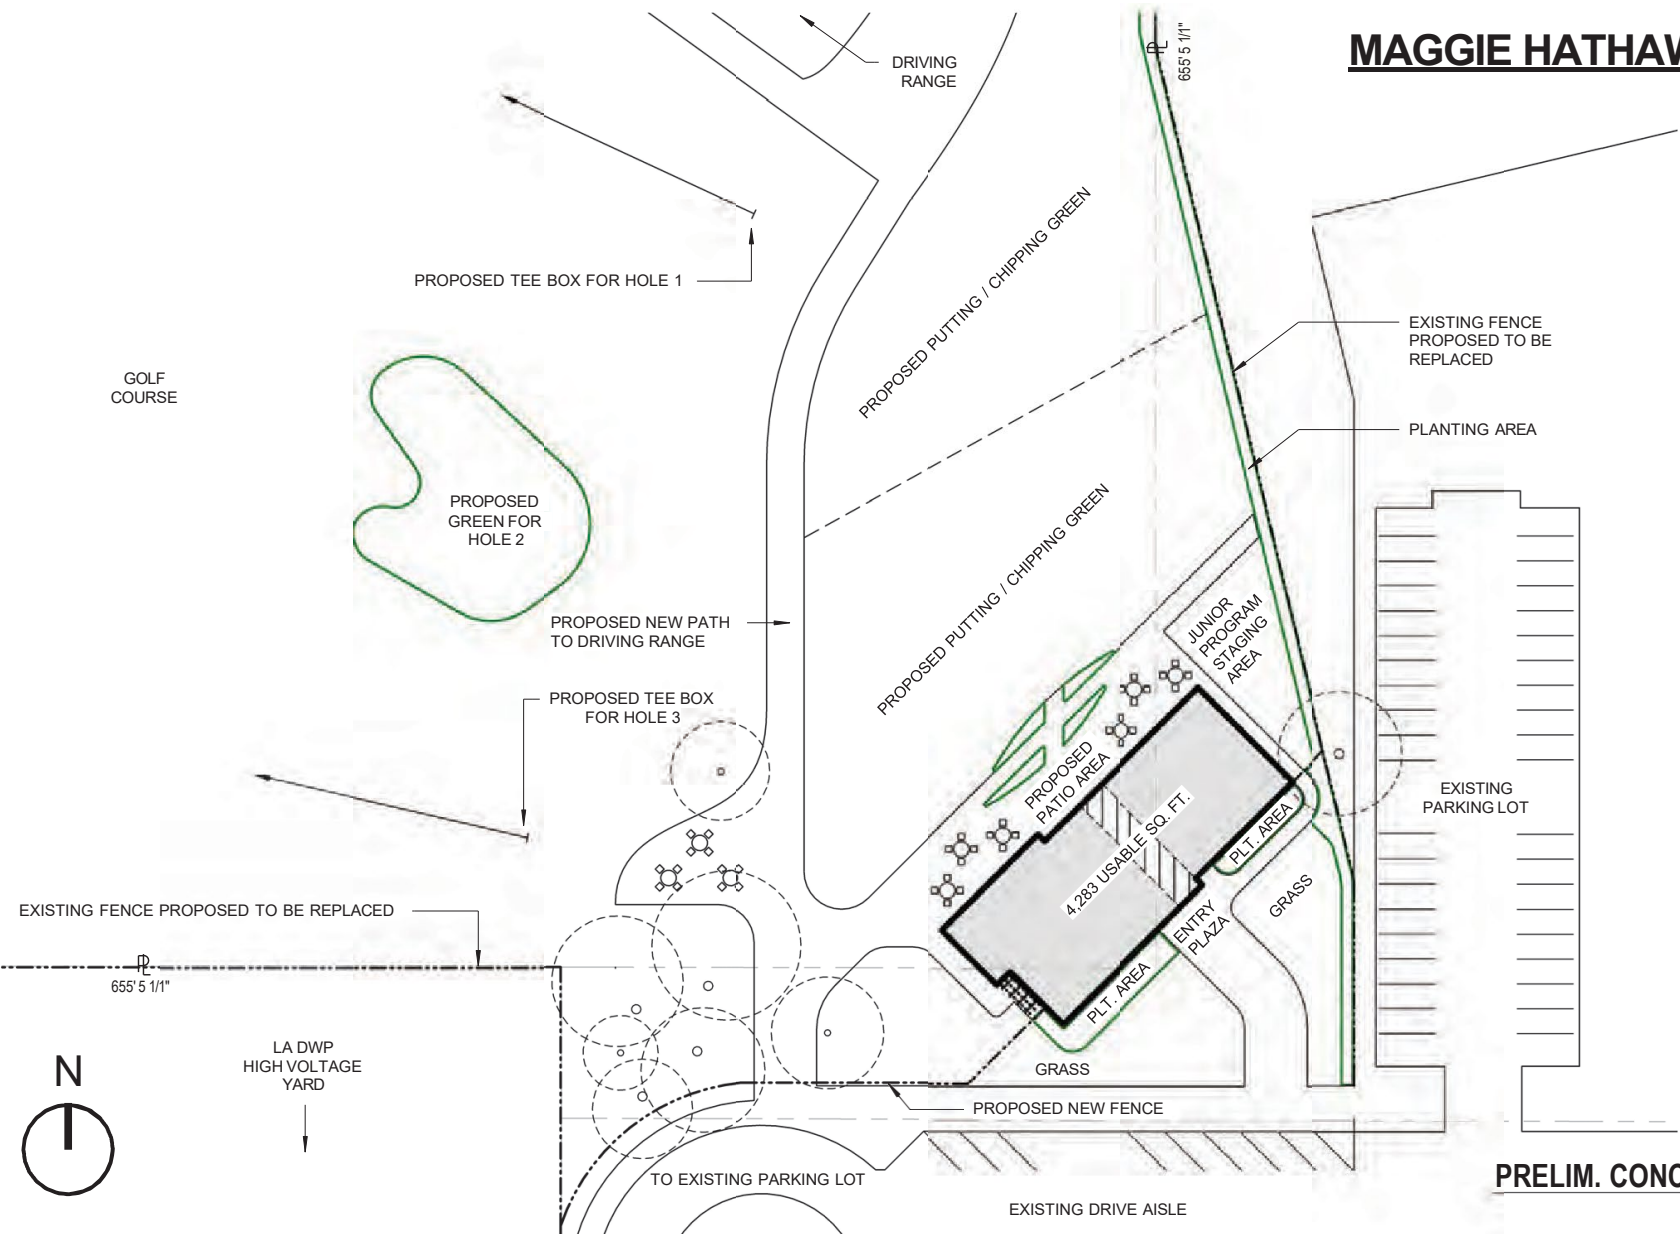 MAGGIE HATHAW
DRIVING
RANGE
655' 5 1/1"
PROPOSED TEE BOX FOR HOLE 1
PROPOSED PUTTING / CHIPPING GREEN
EXISTING FENCE
PROPOSED TO BE
REPLACED
GOLF
COURSE
PLANTING AREA
PROPOSED
GREEN FOR
HOLE 2
PROPOSED PUTTING / CHIPPING GREEN
PROPOSED NEW PATH
TO DRIVING RANGE
JUNIOR
PROGRAM
STAGING
AREA
PROPOSED TEE BOX
FOR HOLE 3
PROPOSED
PATIO AREA
EXISTING
PARKING LOT
4,283 USABLE SQ. FT.
PLT. AREA
GRASS
EXISTING FENCE PROPOSED TO BE REPLACED
ENTRY
PLAZA
PL
655' 5 1/1"
PLT. AREA
LA DWP
HIGH VOLTAGE
YARD
N
GRASS
PROPOSED NEW FENCE
TO EXISTING PARKING LOT
EXISTING DRIVE AISLE
PRELIM. CONC